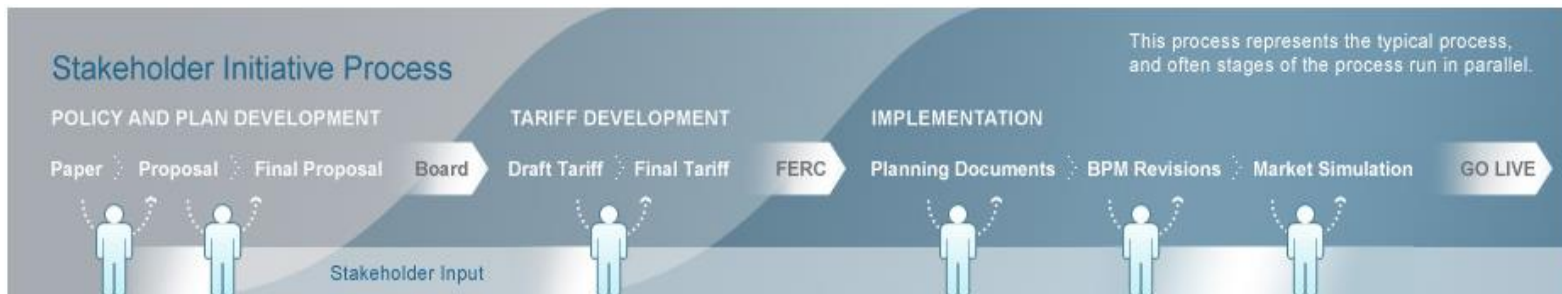 This process represents the typical process,
and often stages of the process run in parallel.
Stakeholder Initiative Process
POLICY AND PLAN DEVELOPMENT
TARIFF DEVELOPMENT
IMPLEMENTATION
Paper Proposal Final Proposal Board Draft Tariff Final Tariff FERC Planning Documents BPM Revisions Market Simulation GO LIVE
Stakeholder Input